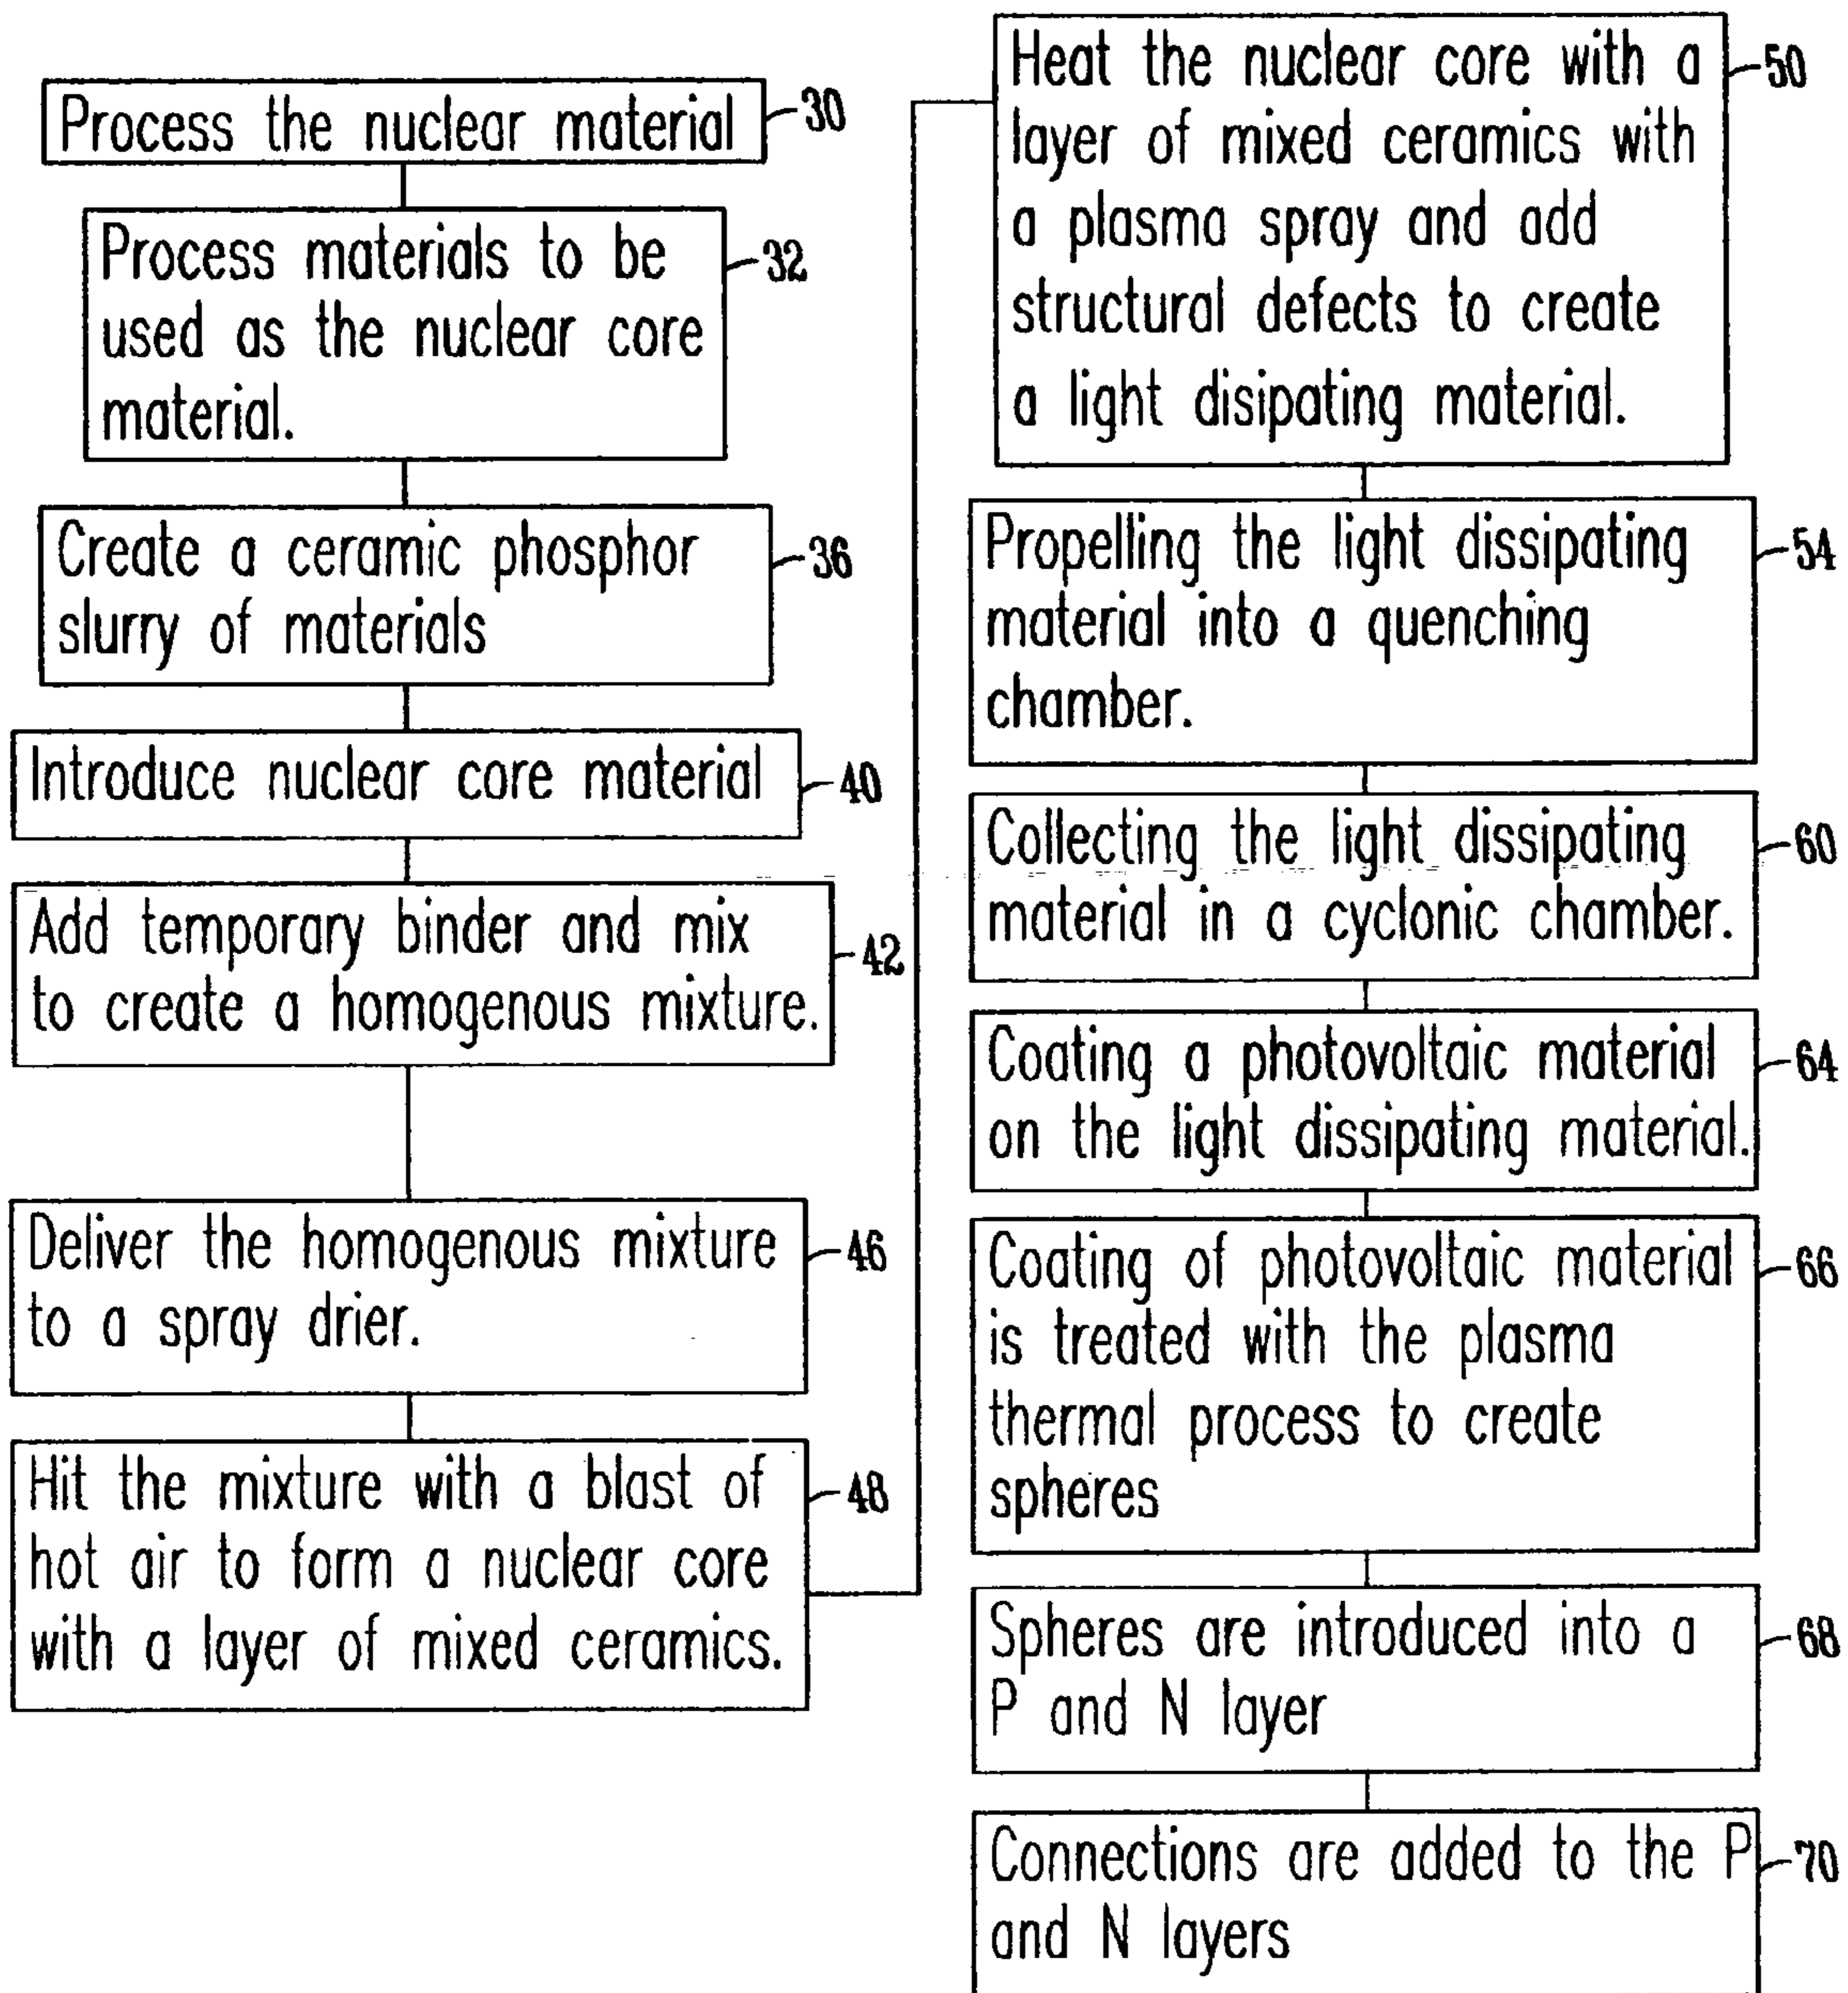 Process the nuclear material
30
Process materials to be
used as the nuclear core
material.
32
Create a ceramic phosphor
slurry of materials
36
Introduce nuclear core material
40
Add temporary binder and mix
to create a homogenous mixture.
42
Deliver the homogenous mixture
to a spray drier.
46
Hit the mixture with a blast of
hot air to form a nuclear core
with a layer of mixed ceramics.
48
Heat the nuclear core with a
layer of mixed ceramics with
a plasma spray and add
structural defects to create
a light disipating material.
50
Propelling the light dissipating
material into a quenching
chamber.
54
Collecting the light dissipating
material in a cyclonic chamber.
60
Coating a photovoltaic material
on the light dissipating material.
64
Coating of photovoltaic material
is treated with the plasma
thermal process to create
spheres
66
Spheres are introduced into a
P and N layer
68
Connections are added to the P
and N layers
70